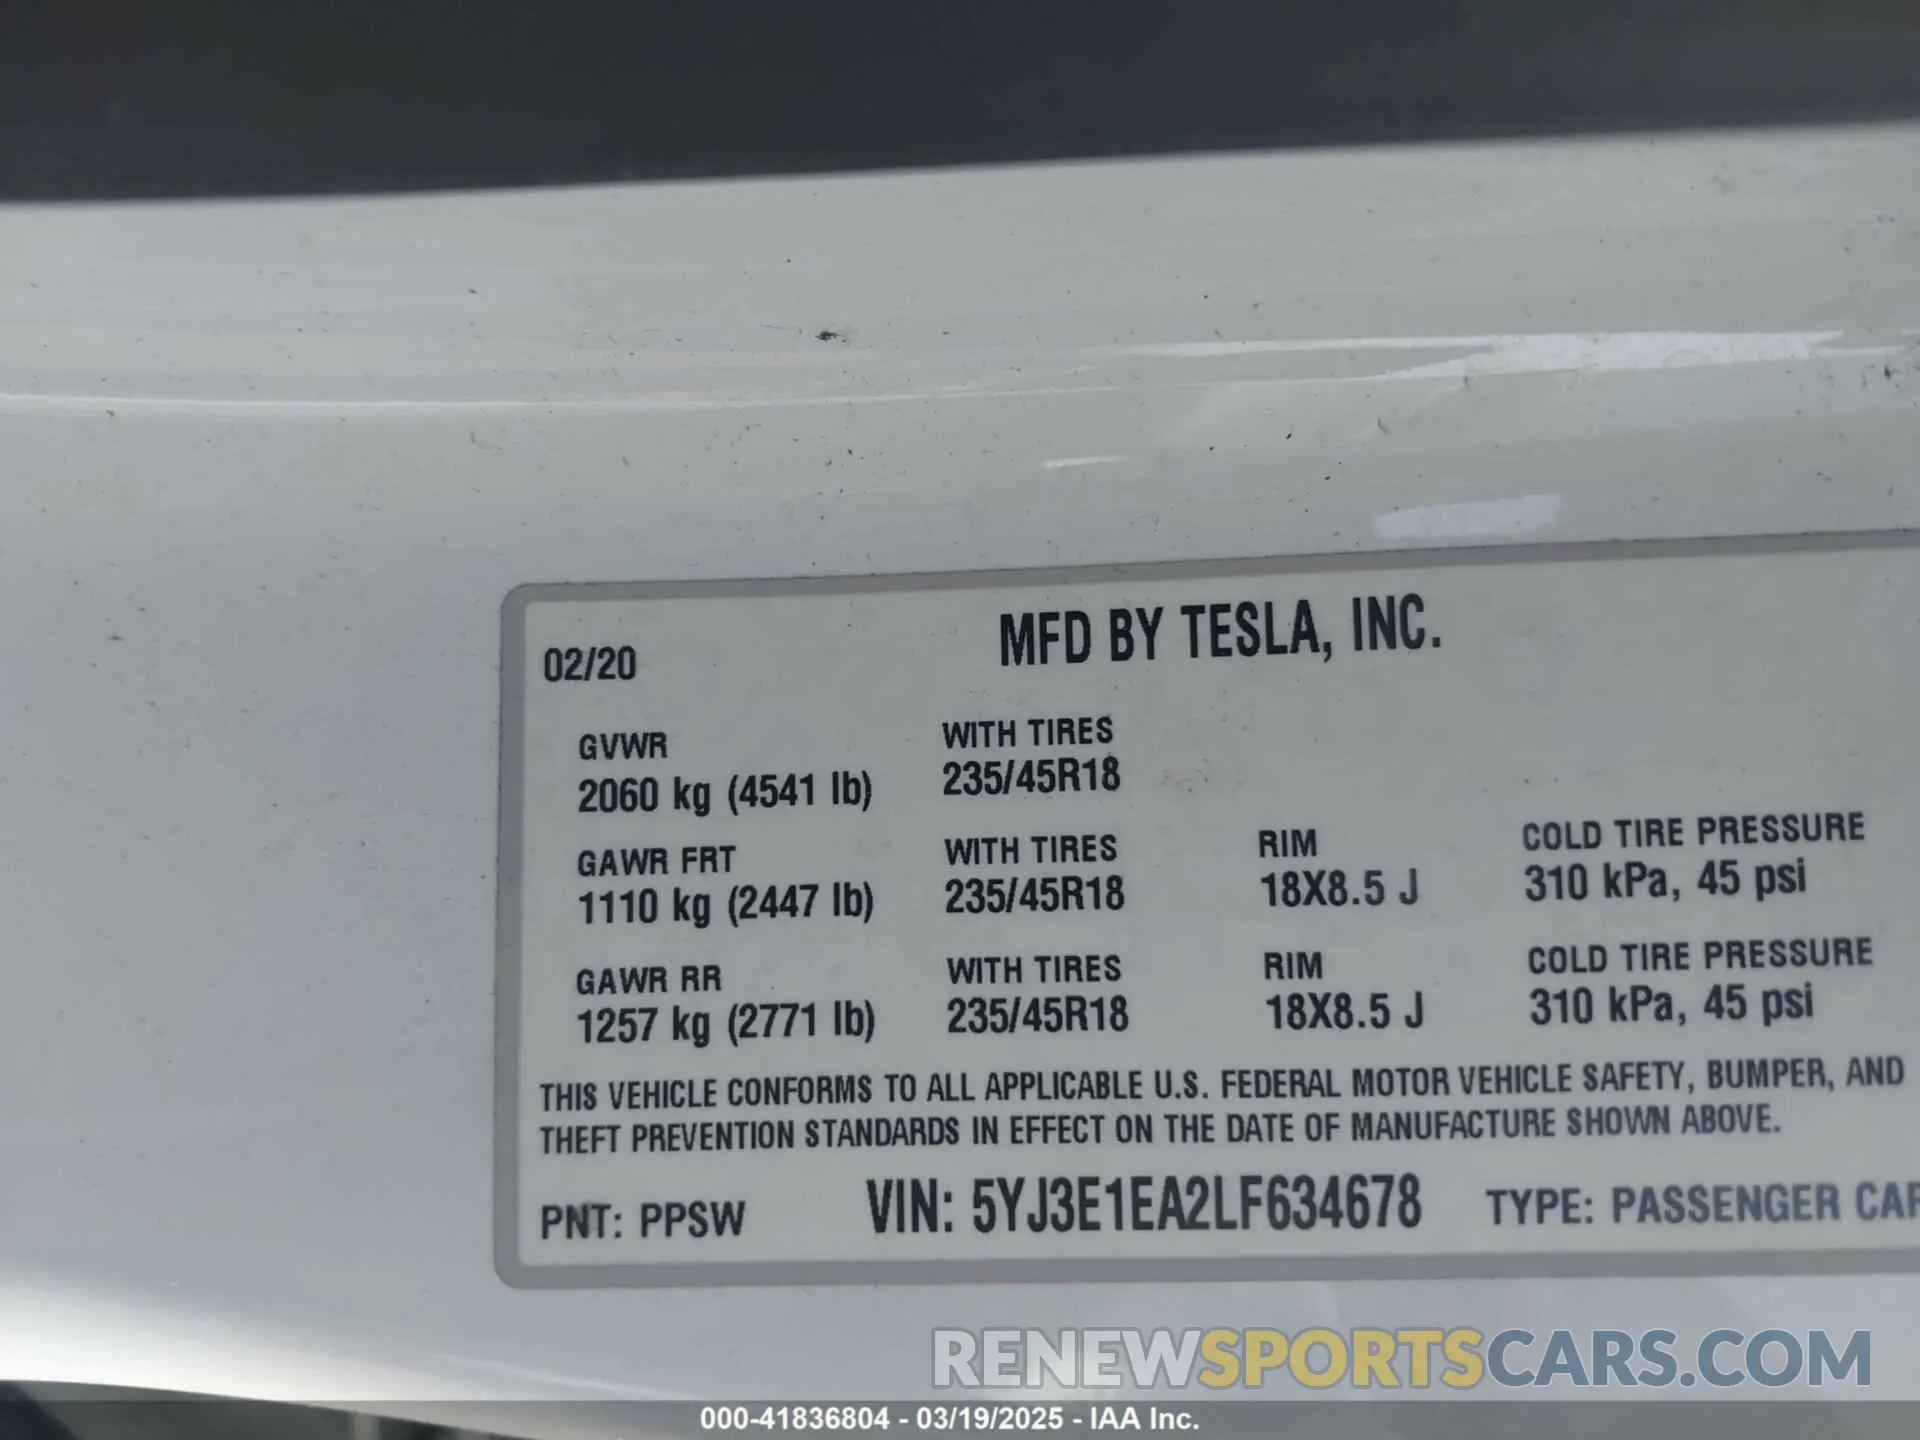 02/20 MFD BY TESLA, INC.
GVWR WITH TIRES
2060 kg (4541 lb) 235/45R18
GAWR FRT WITH TIRES RIM COLD TIRE PRESSURE
1110 kg (2447 lb) 235/45R18 18X8.5 J 310 kPa, 45 psi
GAWR RR WITH TIRES RIM COLD TIRE PRESSURE
1257 kg (2771 lb) 235/45R18 18X8.5 J 310 kPa, 45 psi
THIS VEHICLE CONFORMS TO ALL APPLICABLE U.S. FEDERAL MOTOR VEHICLE SAFETY, BUMPER, AND
THEFT PREVENTION STANDARDS IN EFFECT ON THE DATE OF MANUFACTURE SHOWN ABOVE.
PNT: PPSW VIN: 5YJ3E1EA2LF634678 TYPE: PASSENGER CAR
RENEWSPORTSCARS.COM
000-41836804 - 03/19/2025 - IAA Inc.